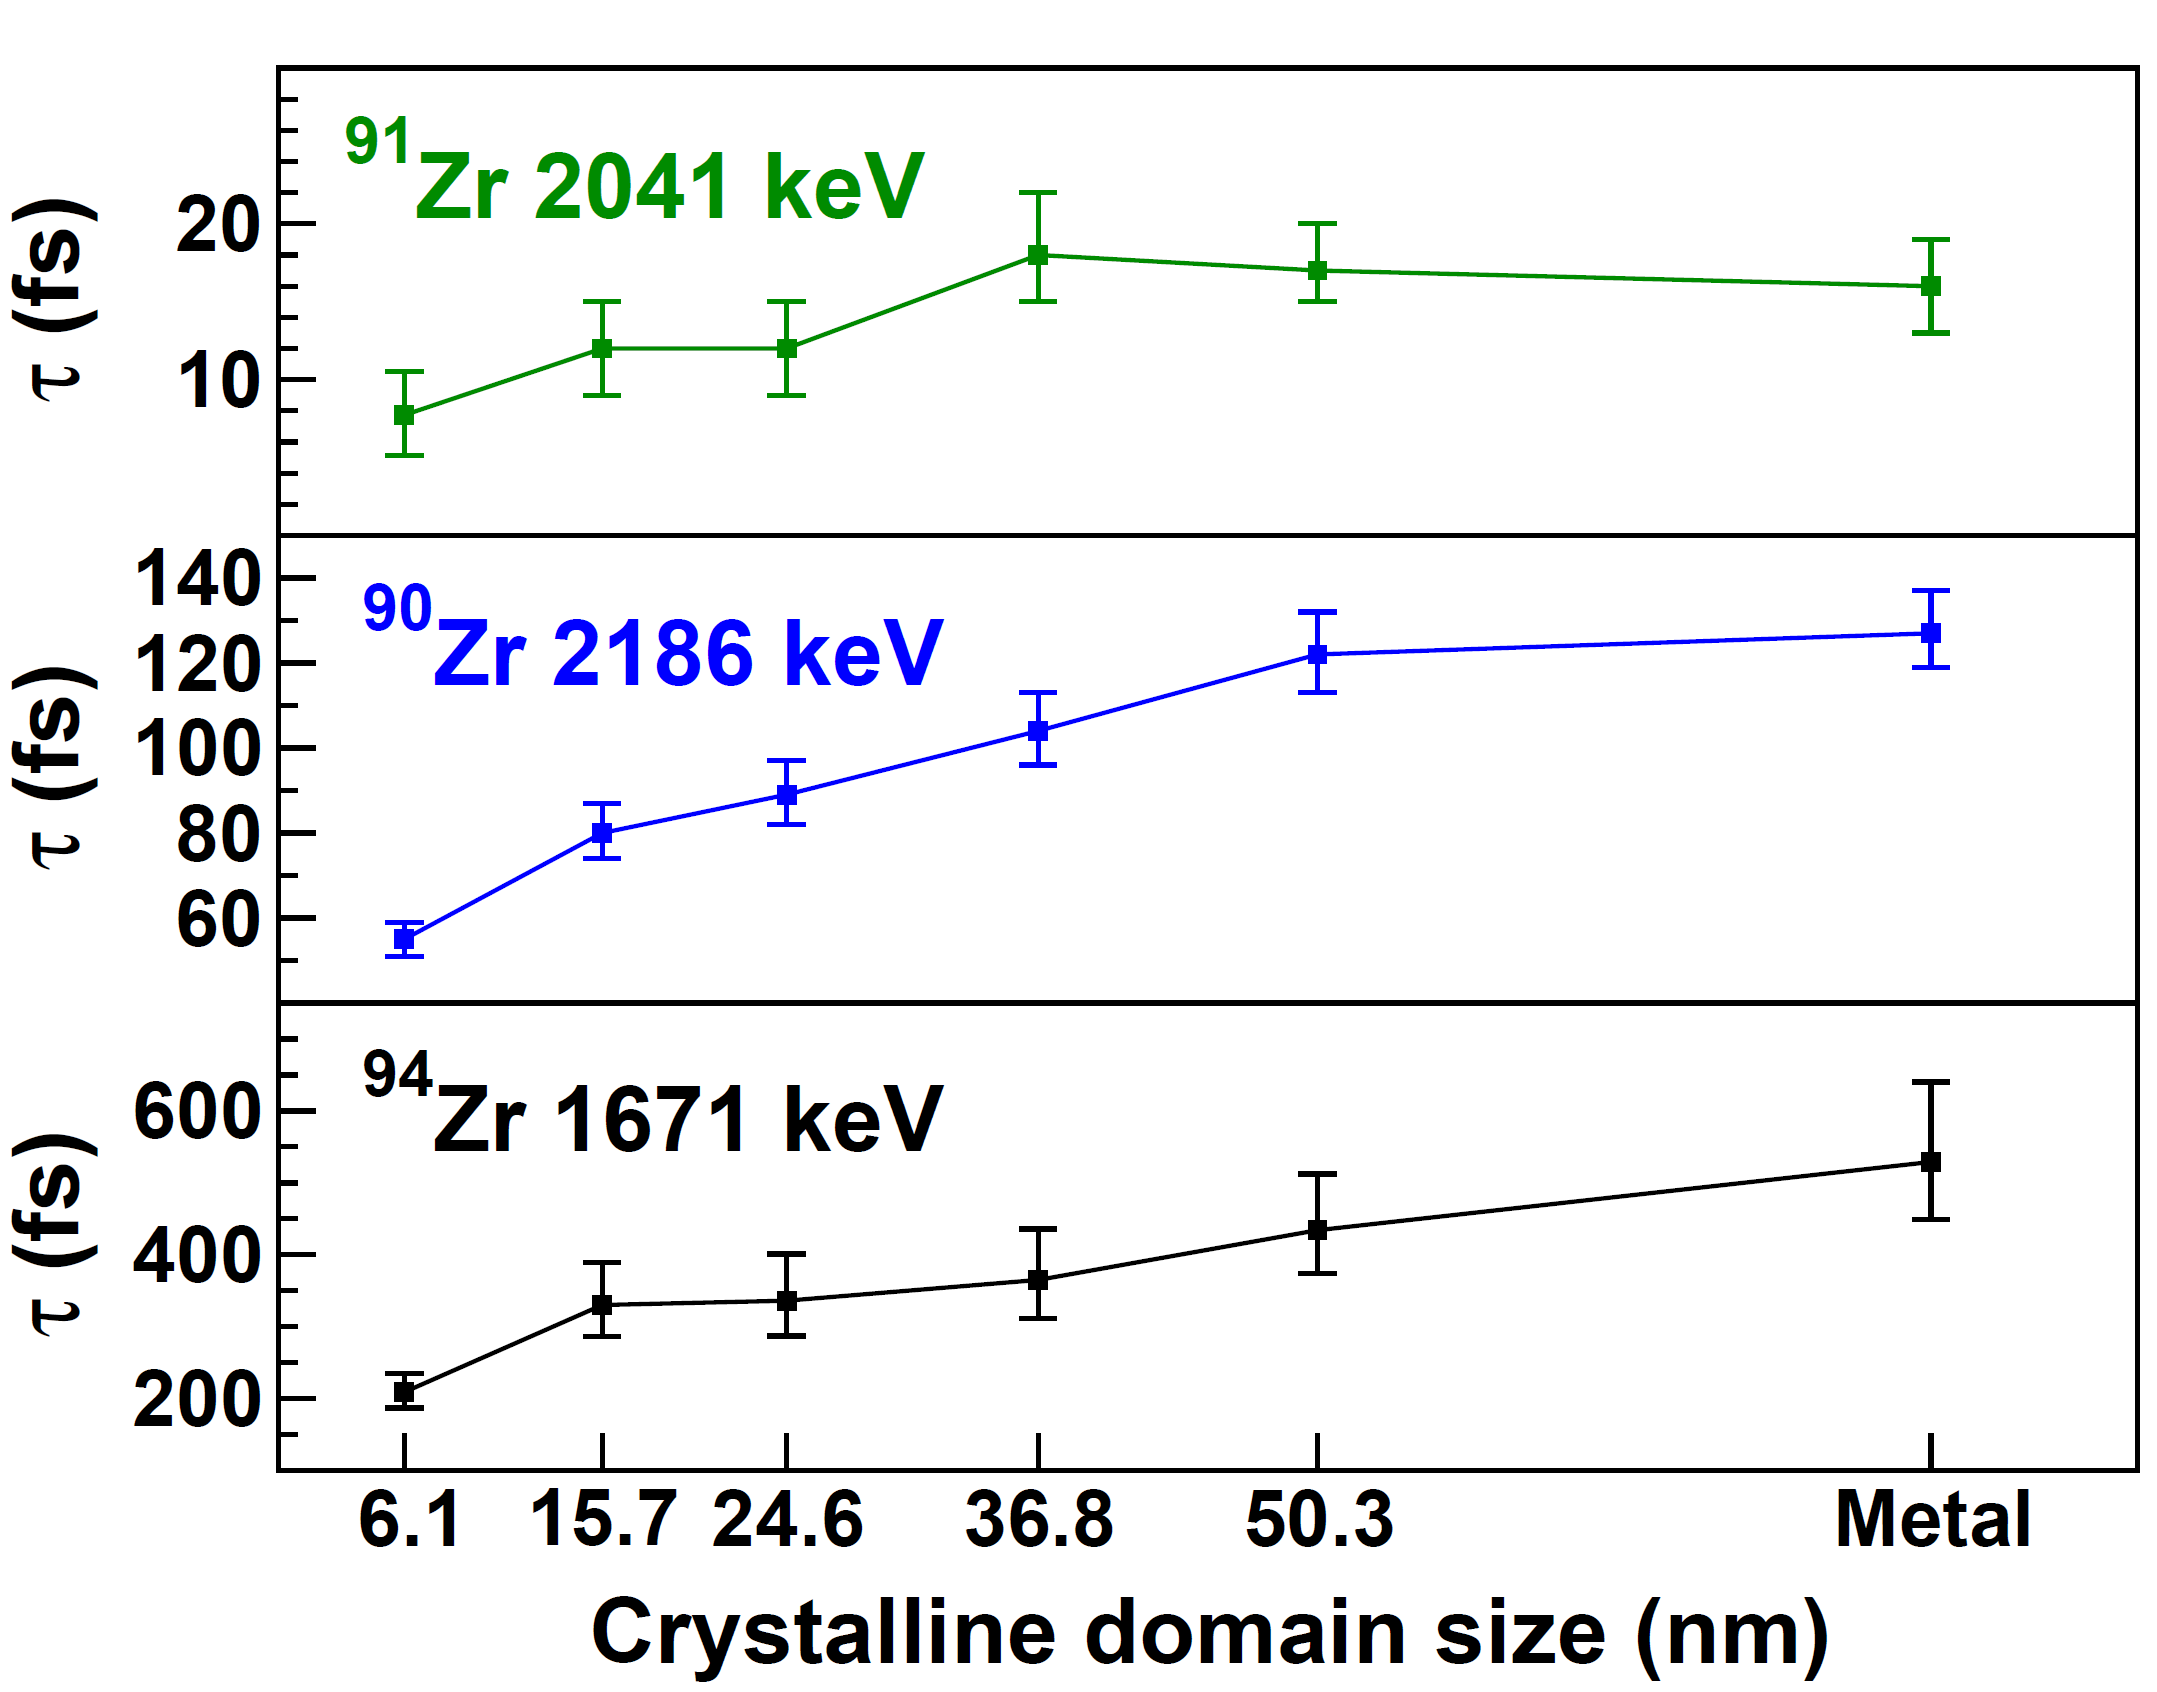 ⁹¹Zr 2041 keV
τ (fs)
20
10
⁹⁰Zr 2186 keV
τ (fs)
140
120
100
80
60
⁹⁴Zr 1671 keV
τ (fs)
600
400
200
6.1 15.7 24.6 36.8 50.3 Metal
Crystalline domain size (nm)